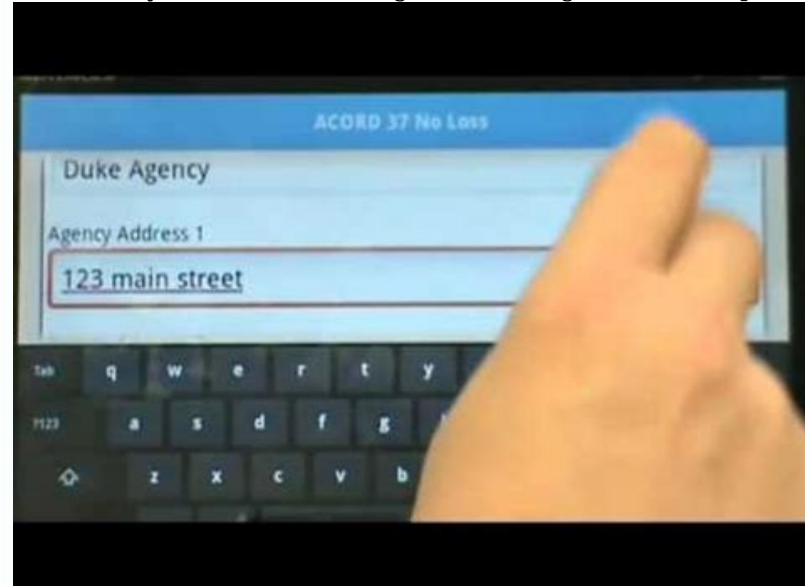 ACORD 37 No Loss
Duke Agency
Agency Address 1
123 main street
Tab q w e r t y
?123 a s d f g
z x c v b